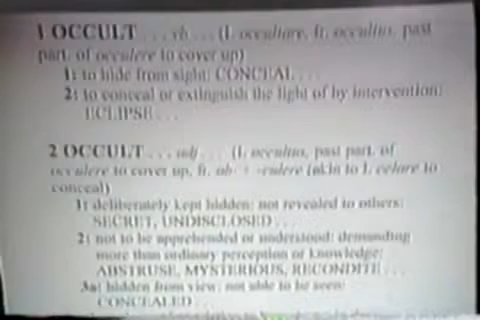 1 OCCULT . . . vb . . . (L occultare, fr. occultus, past
part. of occulere to cover up)
1: to hide from sight: CONCEAL . . .
2: to conceal or extinguish the light of by intervention:
ECLIPSE . . .
2 OCCULT . . . adj . . . (L occultus, past part. of
occulere to cover up, fr. ob- + -culere (akin to L celare to
conceal)
1: deliberately kept hidden: not revealed to others:
SECRET, UNDISCLOSED . . .
2: not to be apprehended or understood: demanding
more than ordinary perception or knowledge:
ABSTRUSE, MYSTERIOUS, RECONDITE . . .
3a: hidden from view: not able to be seen:
CONCEALED . . .